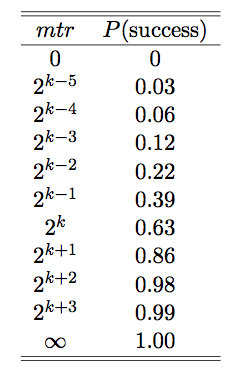 mtr P(success)
0 0
2^{k−5} 0.03
2^{k−4} 0.06
2^{k−3} 0.12
2^{k−2} 0.22
2^{k−1} 0.39
2^{k} 0.63
2^{k+1} 0.86
2^{k+2} 0.98
2^{k+3} 0.99
∞ 1.00